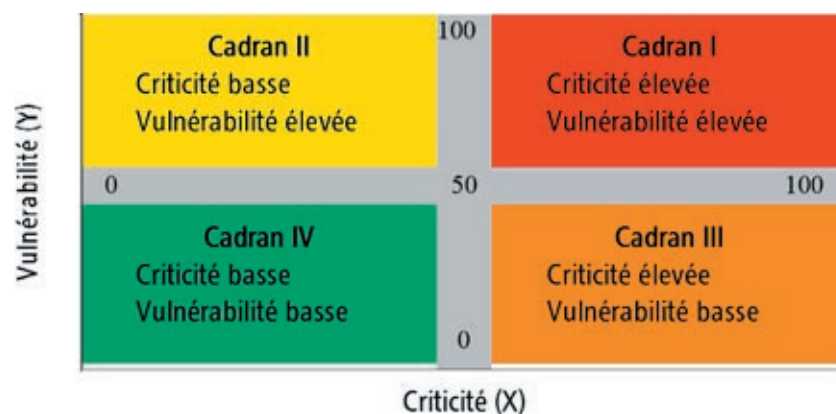 Vulnérabilité (Y)
Cadran II
Criticité basse
Vulnérabilité élevée
100
Cadran I
Criticité élevée
Vulnérabilité élevée
0
50
100
Cadran IV
Criticité basse
Vulnérabilité basse
0
Cadran III
Criticité élevée
Vulnérabilité basse
Criticité (X)